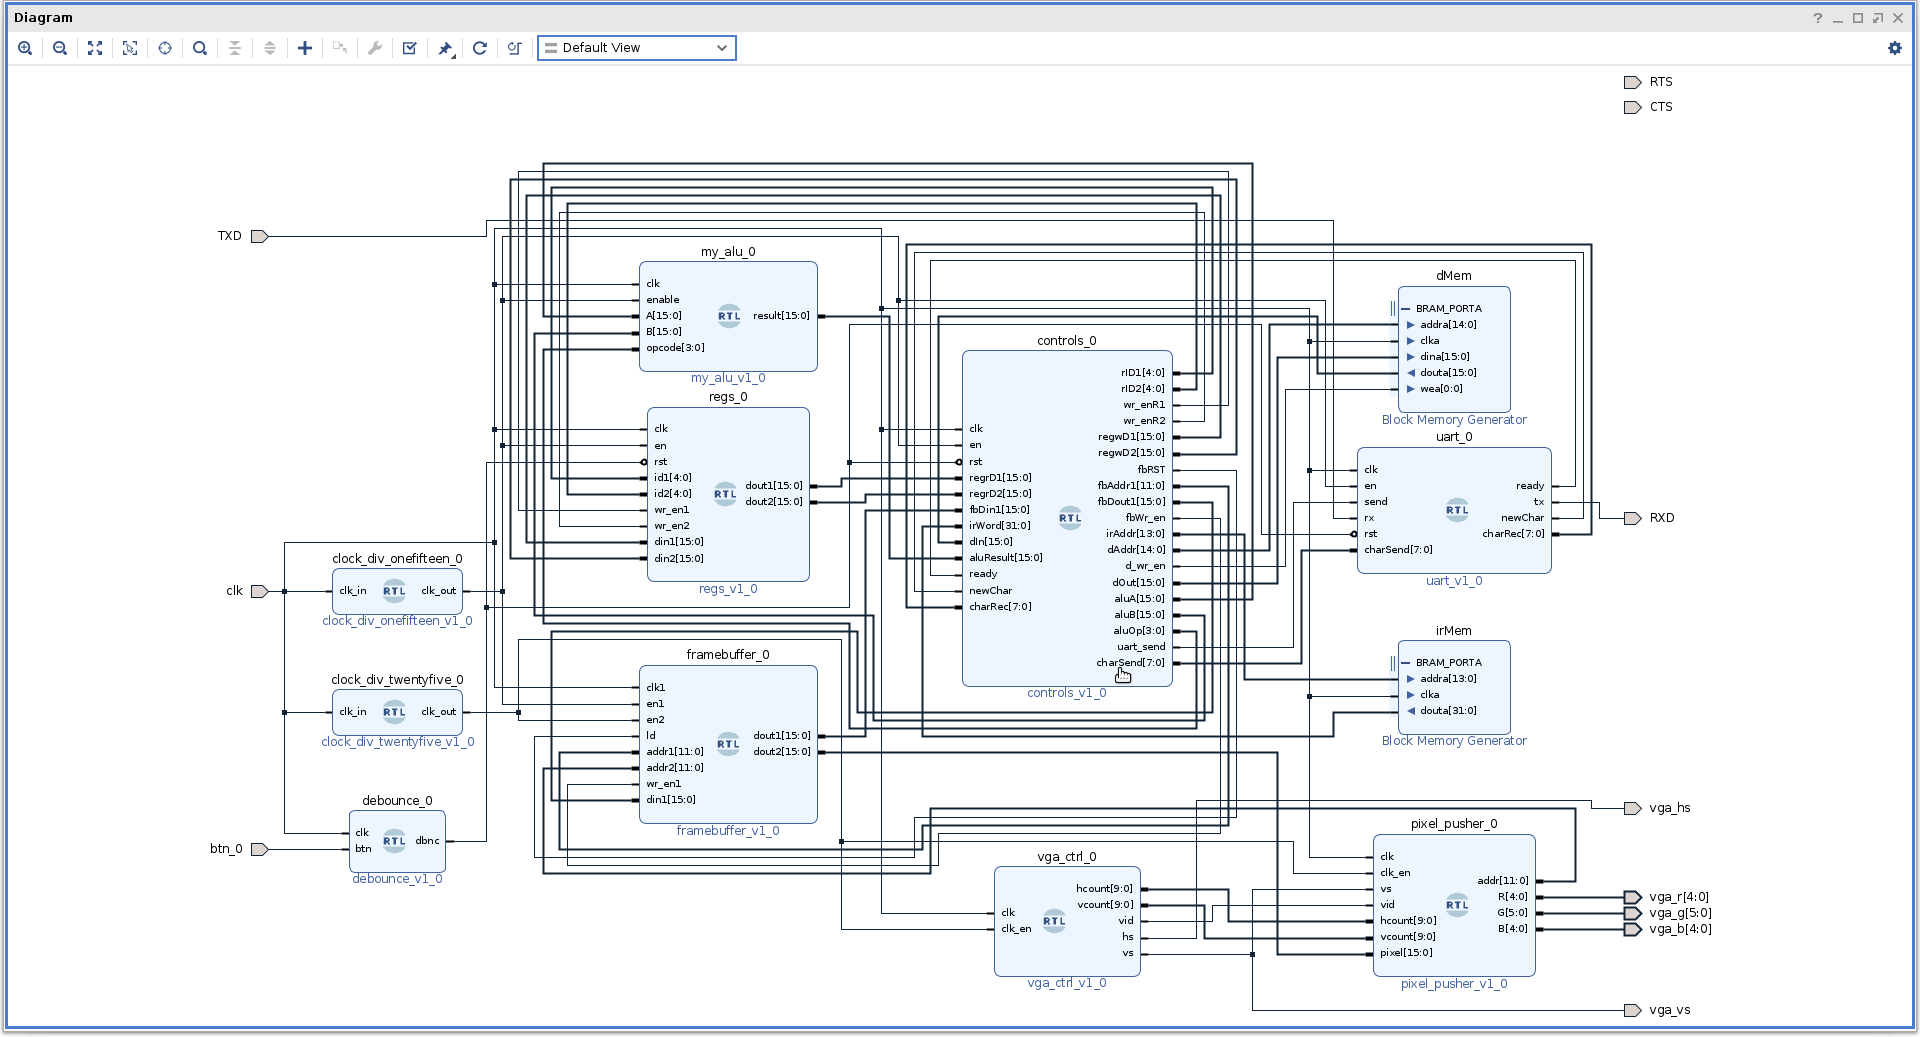 Diagram
?
Default View
RTS
CTS
TXD
my_alu_0
clk
enable
A[15:0]
B[15:0]
opcode[3:0]
RTL
result[15:0]
my_alu_v1_0
regs_0
clk
en
rst
id1[4:0]
id2[4:0]
wr_en1
wr_en2
din1[15:0]
din2[15:0]
RTL
dout1[15:0]
dout2[15:0]
regs_v1_0
clk
clock_div_onefifteen_0
clk_in
RTL
clk_out
clock_div_onefifteen_v1_0
clock_div_twentyfive_0
clk_in
RTL
clk_out
clock_div_twentyfive_v1_0
btn_0
debounce_0
clk
btn
RTL
dbnc
debounce_v1_0
framebuffer_0
clk1
en1
en2
ld
addr1[11:0]
addr2[11:0]
wr_en1
din1[15:0]
RTL
dout1[15:0]
dout2[15:0]
framebuffer_v1_0
controls_0
clk
en
rst
regrD1[15:0]
regrD2[15:0]
fbDin1[15:0]
irWord[31:0]
dIn[15:0]
aluResult[15:0]
ready
newChar
charRec[7:0]
RTL
rID1[4:0]
rID2[4:0]
wr_enR1
wr_enR2
regwD1[15:0]
regwD2[15:0]
fbRST
fbAddr1[11:0]
fbDout1[15:0]
fbWr_en
irAddr[13:0]
dAddr[14:0]
d_wr_en
dOut[15:0]
aluA[15:0]
aluB[15:0]
aluOp[3:0]
uart_send
charSend[7:0]
controls_v1_0
vga_ctrl_0
clk
clk_en
RTL
hcount[9:0]
vcount[9:0]
vid
hs
vs
vga_ctrl_v1_0
dMem
BRAM_PORTA
addra[14:0]
clka
dina[15:0]
douta[15:0]
wea[0:0]
Block Memory Generator
uart_0
clk
en
send
rx
rst
charSend[7:0]
RTL
ready
tx
newChar
charRec[7:0]
uart_v1_0
RXD
irMem
BRAM_PORTA
addra[13:0]
clka
douta[31:0]
Block Memory Generator
pixel_pusher_0
clk
clk_en
vs
vid
hcount[9:0]
vcount[9:0]
pixel[15:0]
RTL
addr[11:0]
R[4:0]
G[5:0]
B[4:0]
pixel_pusher_v1_0
vga_hs
vga_r[4:0]
vga_g[5:0]
vga_b[4:0]
vga_vs